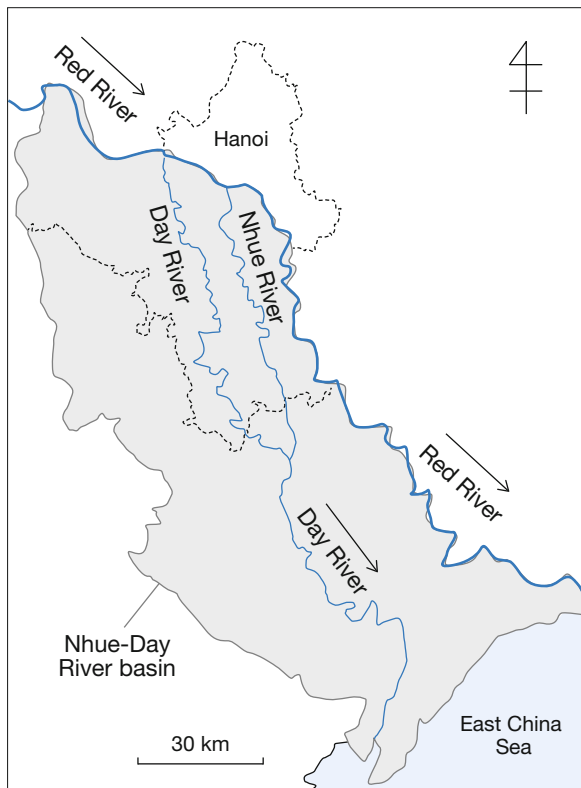 Red River
Hanoi
Day River
Nhue River
Red River
Day River
Nhue-Day
River basin
30 km
East China
Sea